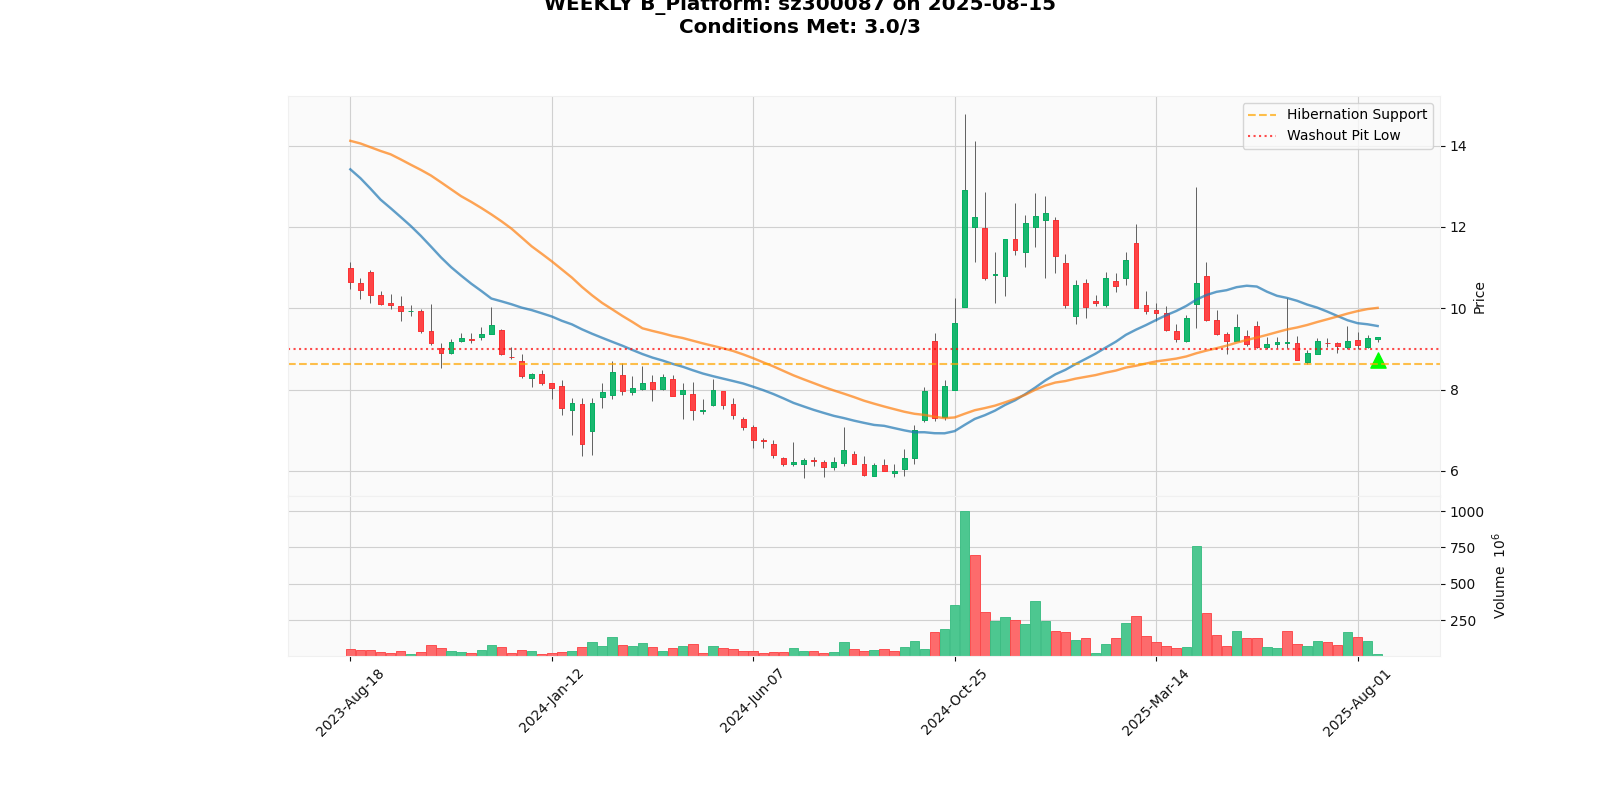 WEEKLY B_Platform: sz300087 on 2025-08-15
Conditions Met: 3.0/3
Hibernation Support
Washout Pit Low
14
12
10
8
6
Price
1000
750
500
250
Volume 10⁶
2023-Aug-18
2024-Jan-12
2024-Jun-07
2024-Oct-25
2025-Mar-14
2025-Aug-01